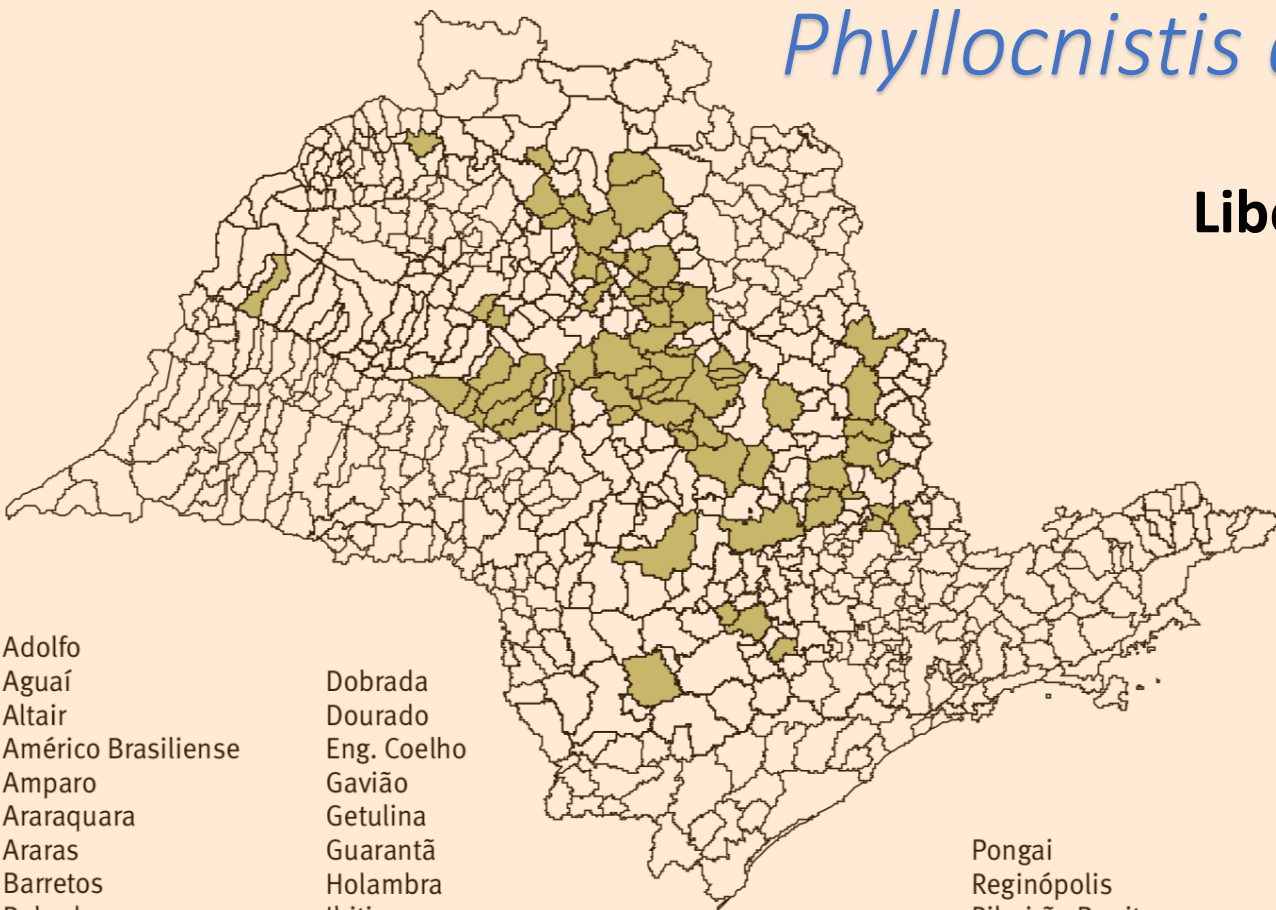 Phyllocnistis
Adolfo
Aguaí
Altair
Américo Brasiliense
Amparo
Araraquara
Araras
Barretos
Dobrada
Dourado
Eng. Coelho
Gavião
Getulina
Guarantã
Holambra
Pongai
Reginópolis